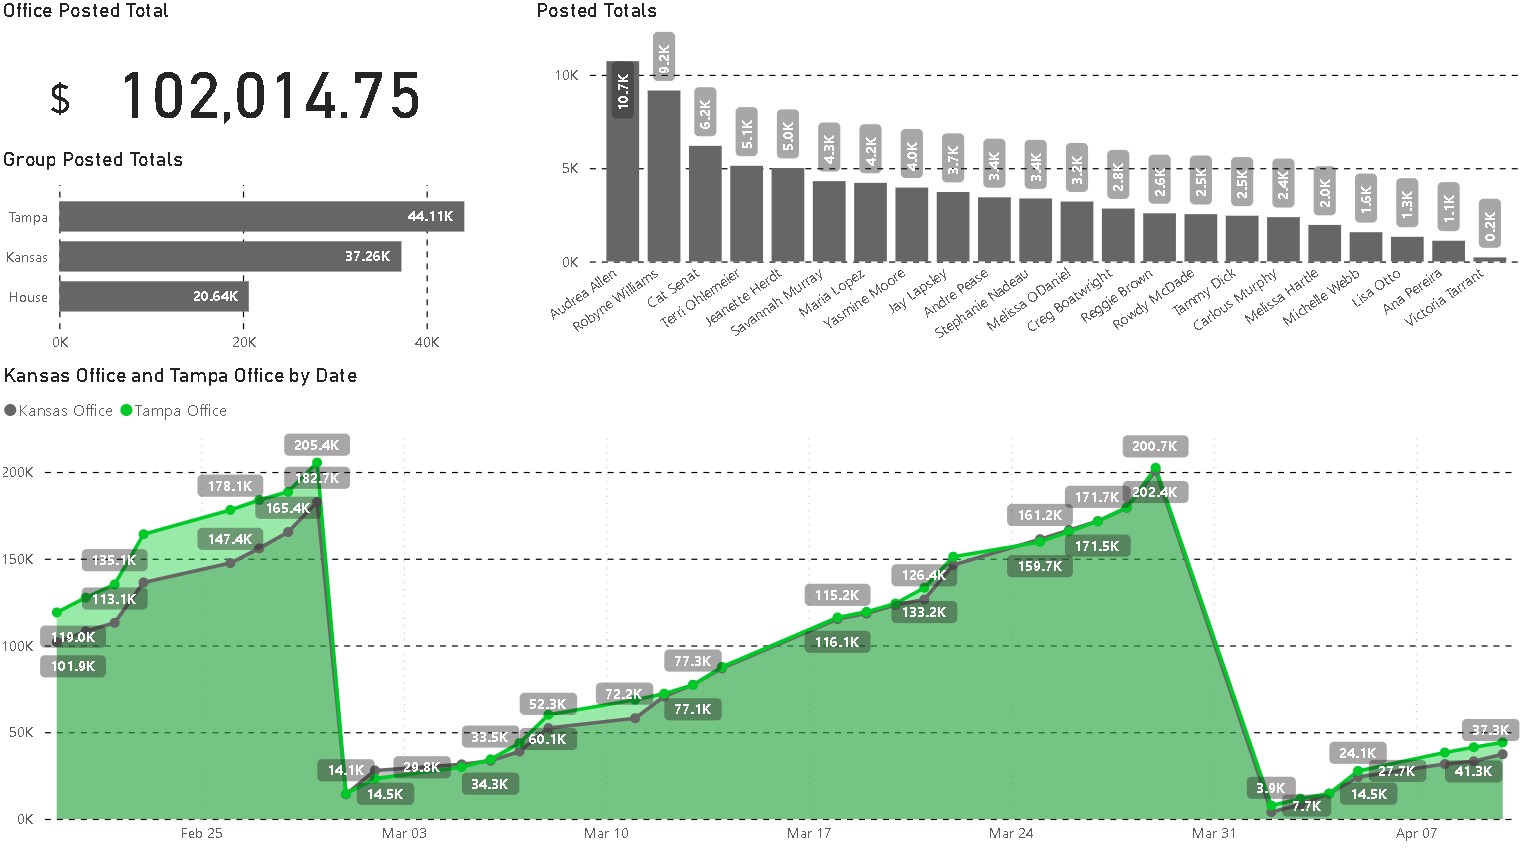 Office Posted Total
$ 102,014.75
Group Posted Totals
Tampa 44.11K
Kansas 37.26K
House 20.64K
0K 20K 40K
Posted Totals
10K
5K
0K
10.7K 9.2K 6.2K 5.1K 5.0K 4.3K 4.2K 4.0K 3.7K 3.4K 3.4K 3.2K 2.8K 2.6K 2.5K 2.5K 2.4K 2.0K 1.6K 1.3K 1.1K 0.2K
Audrea Allen
Robyne Williams
Cat Senat
Terri Ohlemeier
Jeanette Herdt
Savannah Murray
Maria Lopez
Yasmine Moore
Jay Lapsley
Andre Pease
Stephanie Nadeau
Melissa ODaniel
Creg Boatwright
Reggie Brown
Rowdy McDade
Tammy Dick
Carlous Murphy
Melissa Hartle
Michelle Webb
Lisa Otto
Ana Pereira
Victoria Tarrant
Kansas Office and Tampa Office by Date
Kansas Office Tampa Office
200K
150K
100K
50K
0K
119.0K
101.9K
135.1K
113.1K
178.1K
147.4K
165.4K
205.4K
182.7K
14.1K
14.5K
29.8K
33.5K
34.3K
52.3K
60.1K
72.2K
77.3K
77.1K
115.2K
116.1K
126.4K
133.2K
161.2K
159.7K
171.7K
171.5K
200.7K
202.4K
3.9K
7.7K
24.1K
14.5K
27.7K
37.3K
41.3K
Feb 25 Mar 03 Mar 10 Mar 17 Mar 24 Mar 31 Apr 07